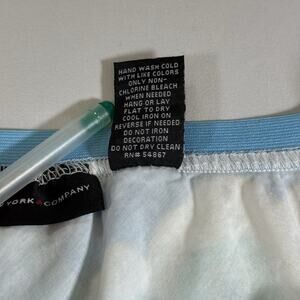 HAND WASH COLD
WITH LIKE COLORS
ONLY NON-
CHLORINE BLEACH
WHEN NEEDED
HANG OR LAY
FLAT TO DRY
COOL IRON ON
REVERSE IF NEEDED
DO NOT IRON
DECORATION
DO NOT DRY CLEAN
RN# 54867
YORK & COMPANY